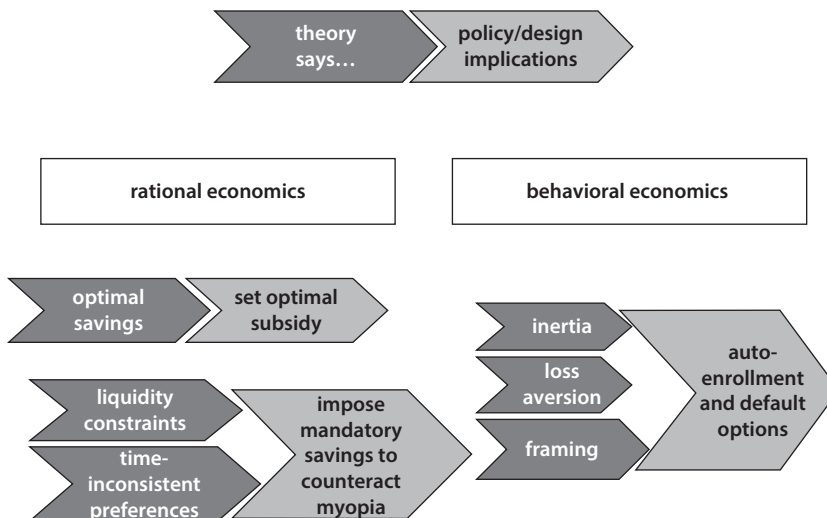 theory
says…
policy/design
implications
rational economics
behavioral economics
optimal
savings
set optimal
subsidy
liquidity
constraints
time-
inconsistent
preferences
impose
mandatory
savings to
counteract
myopia
inertia
loss
aversion
framing
auto-
enrollment
and default
options